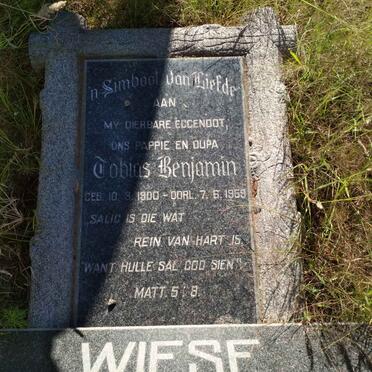 'n Simbool Van Liefde
AAN
MY DIERBARE EGGENOOT,
ONS PAPPIE EN OUPA
Tobias Benjamin
GEB. 10. 3. 1900 - OORL. 7. 6. 1969
"SALIG IS DIE WAT
REIN VAN HART IS,
WANT HULLE SAL GOD SIEN"
MATT. 5 : 8.
WIESE